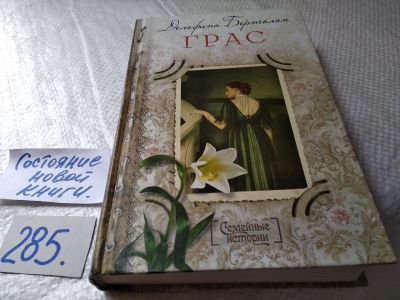 Дельфина Бертолон
ГРАС
Семейные
истории
Состояние
новой
книги.
285.